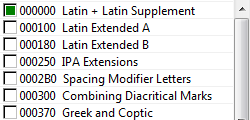 000000 Latin + Latin Supplement
000100 Latin Extended A
000180 Latin Extended B
000250 IPA Extensions
0002B0 Spacing Modifier Letters
000300 Combining Diacritical Marks
000370 Greek and Coptic